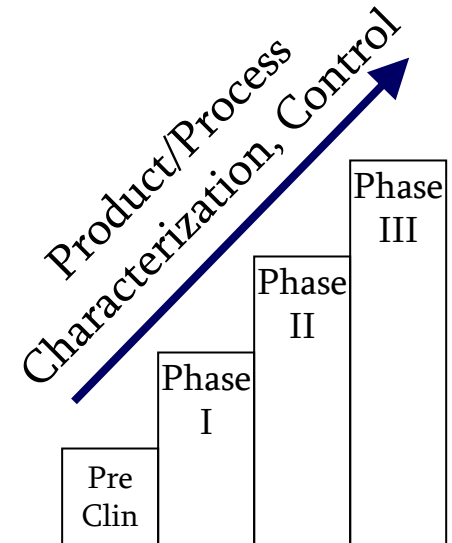 Product/Process
Characterization, Control
Phase
III
Phase
II
Phase
I
Pre
Clin